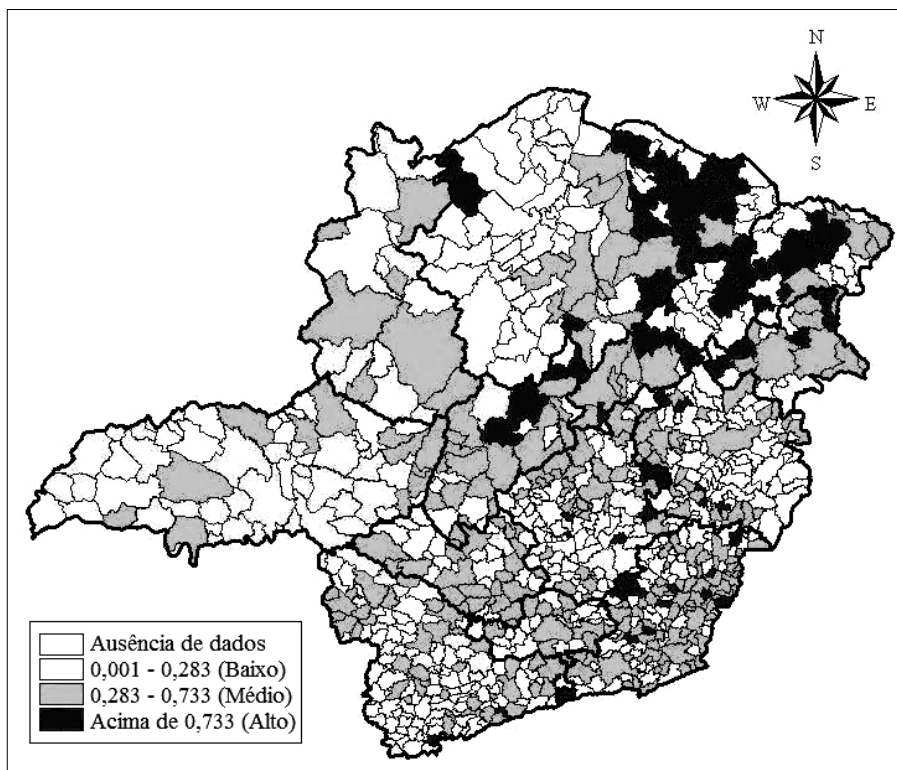 N
W E
S
Ausência de dados
0,001 - 0,283 (Baixo)
0,283 - 0,733 (Médio)
Acima de 0,733 (Alto)